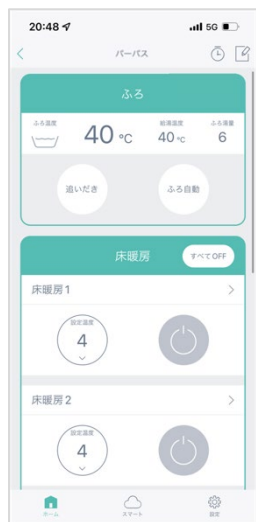 20:48
5G
パーパス
ふろ
ふろ温度 給湯温度 ふろ湯量
40 ℃ 40 ℃ 6
追いだき ふろ自動
床暖房 すべてOFF
床暖房1
設定温度
4
床暖房2
設定温度
4
ホーム スマート 設定